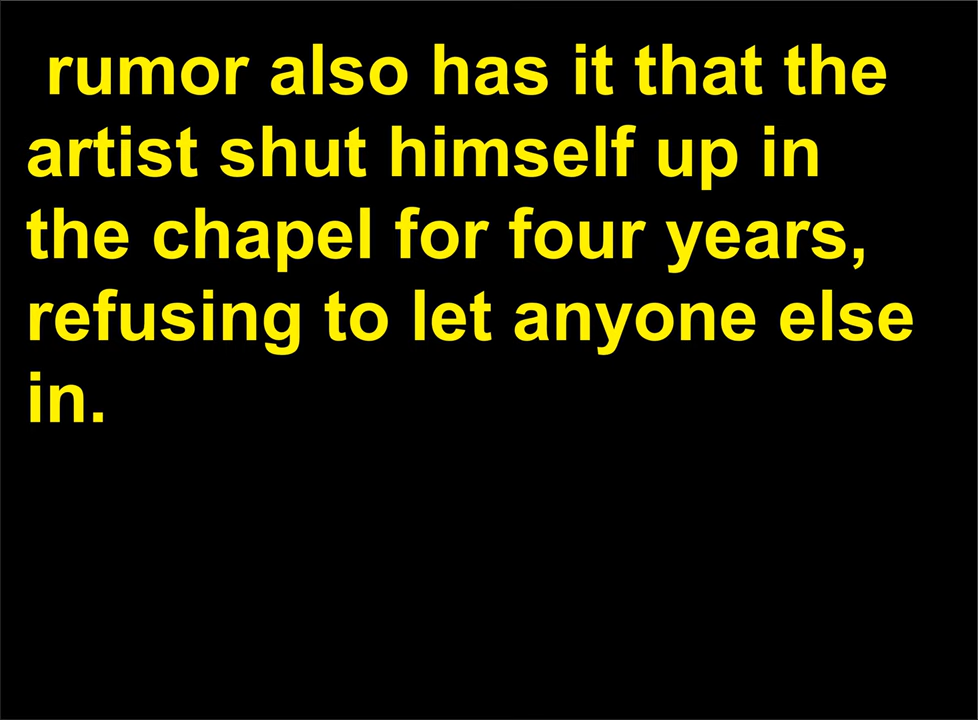 rumor also has it that the
artist shut himself up in
the chapel for four years,
refusing to let anyone else
in.